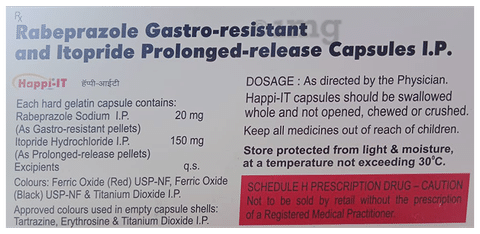 Rx
Rabeprazole Gastro-resistant
and Itopride Prolonged-release Capsules I.P.
Happi-IT हॅप्पी-आईटी
Each hard gelatin capsule contains:
Rabeprazole Sodium I.P. 20 mg
(As Gastro-resistant pellets)
Itopride Hydrochloride I.P. 150 mg
(As Prolonged-release pellets)
Excipients q.s.
Colours: Ferric Oxide (Red) USP-NF, Ferric Oxide
(Black) USP-NF & Titanium Dioxide I.P.
Approved colours used in empty capsule shells:
Tartrazine, Erythrosine & Titanium Dioxide I.P.
DOSAGE : As directed by the Physician.
Happi-IT capsules should be swallowed
whole and not opened, chewed or crushed.
Keep all medicines out of reach of children.
Store protected from light & moisture,
at a temperature not exceeding 30°C.
SCHEDULE H PRESCRIPTION DRUG – CAUTION
Not to be sold by retail without the prescription
of a Registered Medical Practitioner.